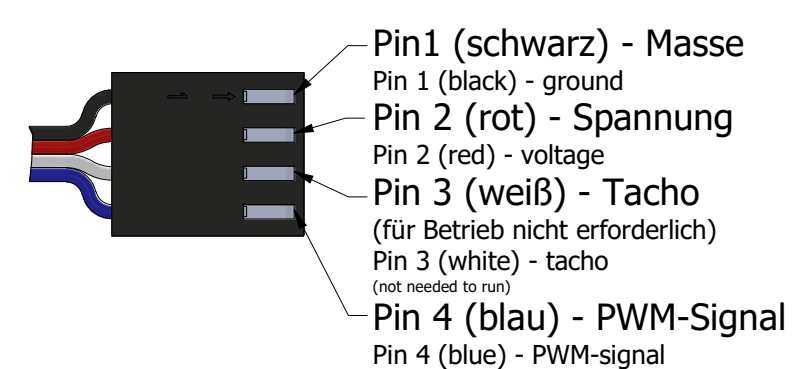 Pin1 (schwarz) - Masse
Pin 1 (black) - ground
Pin 2 (rot) - Spannung
Pin 2 (red) - voltage
Pin 3 (weiß) - Tacho
(für Betrieb nicht erforderlich)
Pin 3 (white) - tacho
(not needed to run)
Pin 4 (blau) - PWM-Signal
Pin 4 (blue) - PWM-signal